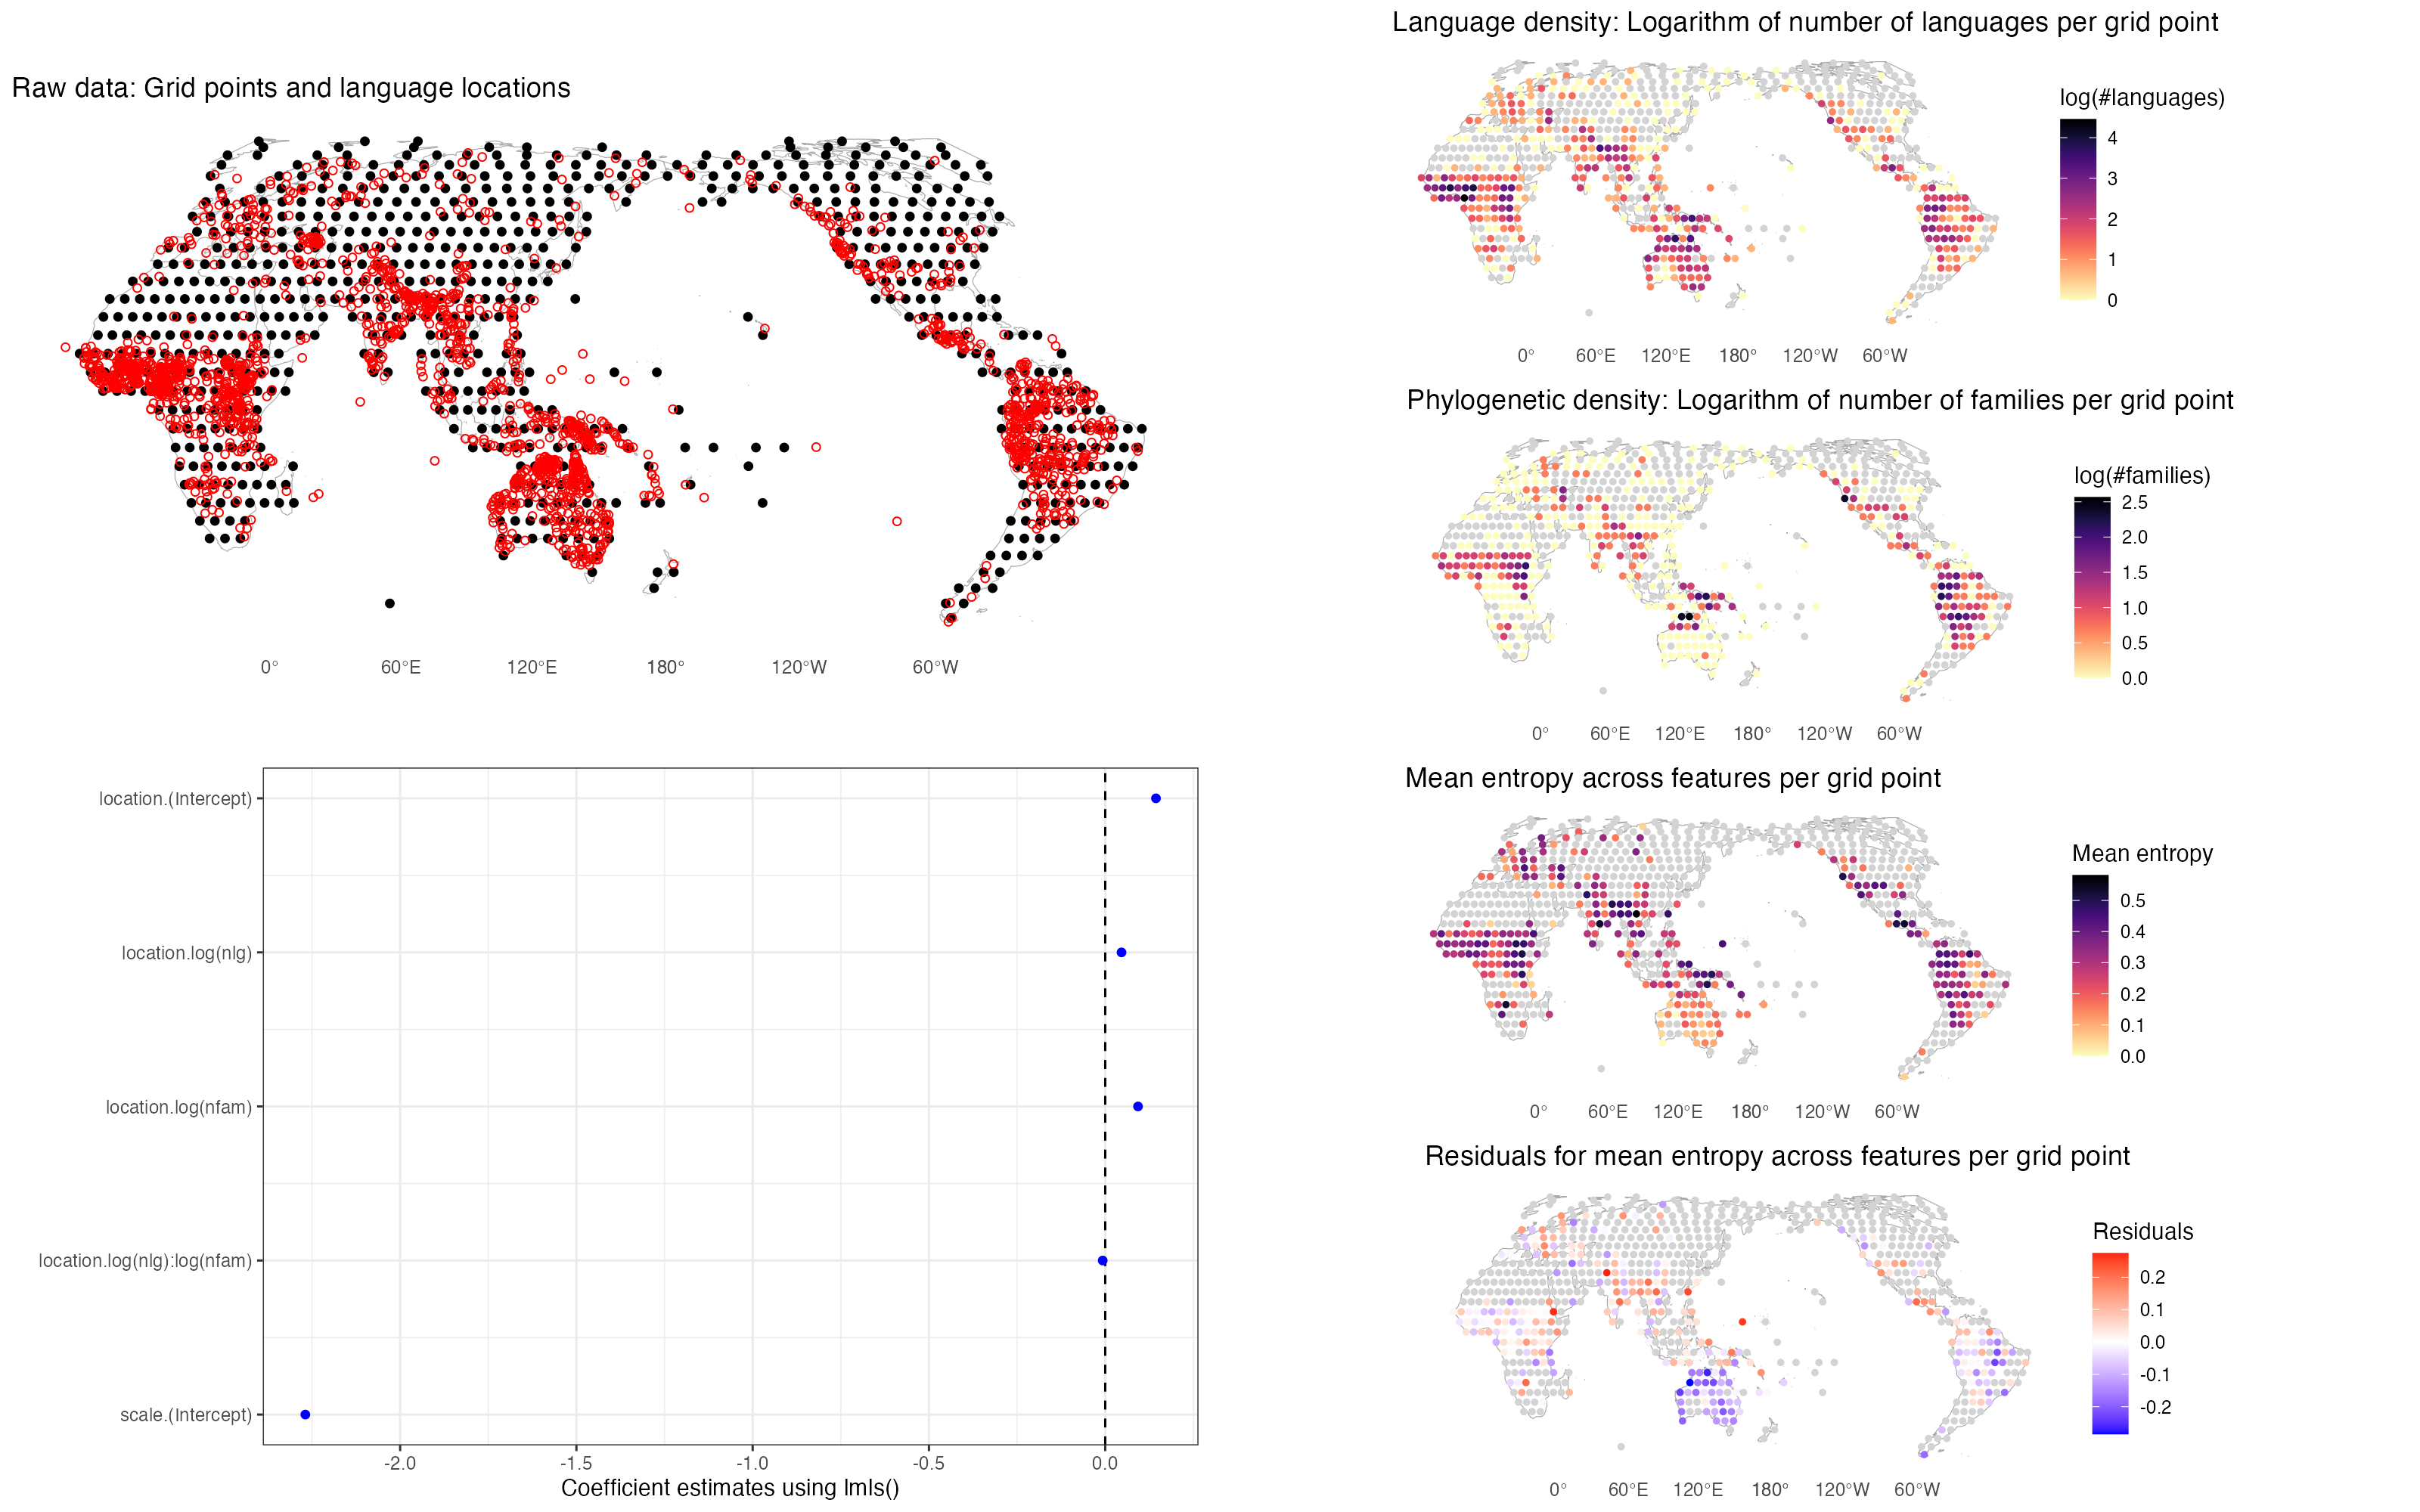 Raw data: Grid points and language locations
0° 60°E 120°E 180° 120°W 60°W
location.(Intercept)
location.log(nlg)
location.log(nfam)
location.log(nlg):log(nfam)
scale.(Intercept)
-2.0 -1.5 -1.0 -0.5 0.0
Coefficient estimates using lmls()
Language density: Logarithm of number of languages per grid point
log(#languages)
4
3
2
1
0
0° 60°E 120°E 180° 120°W 60°W
Phylogenetic density: Logarithm of number of families per grid point
log(#families)
2.5
2.0
1.5
1.0
0.5
0.0
0° 60°E 120°E 180° 120°W 60°W
Mean entropy across features per grid point
Mean entropy
0.5
0.4
0.3
0.2
0.1
0.0
0° 60°E 120°E 180° 120°W 60°W
Residuals for mean entropy across features per grid point
Residuals
0.2
0.1
0.0
-0.1
-0.2
0° 60°E 120°E 180° 120°W 60°W